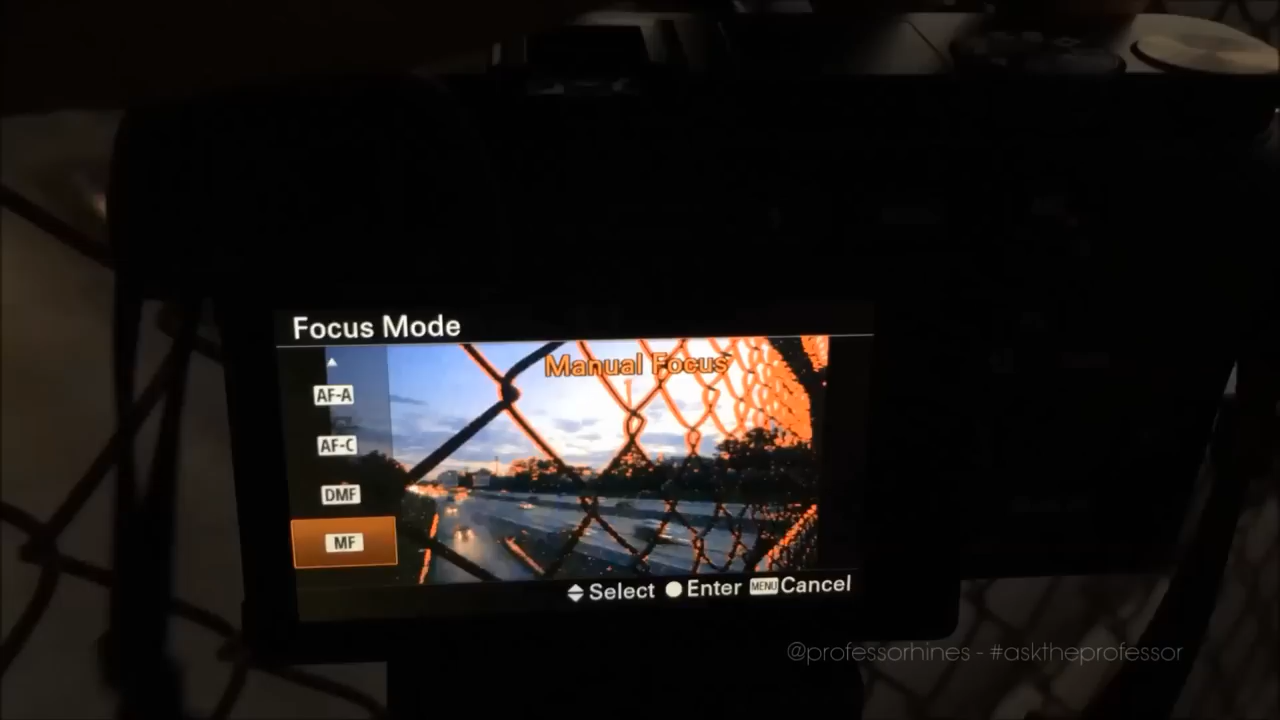 Focus Mode
Manual Focus
AF-A
AF-C
DMF
MF
Select Enter MENU Cancel
@professorhines - #asktheprofessor